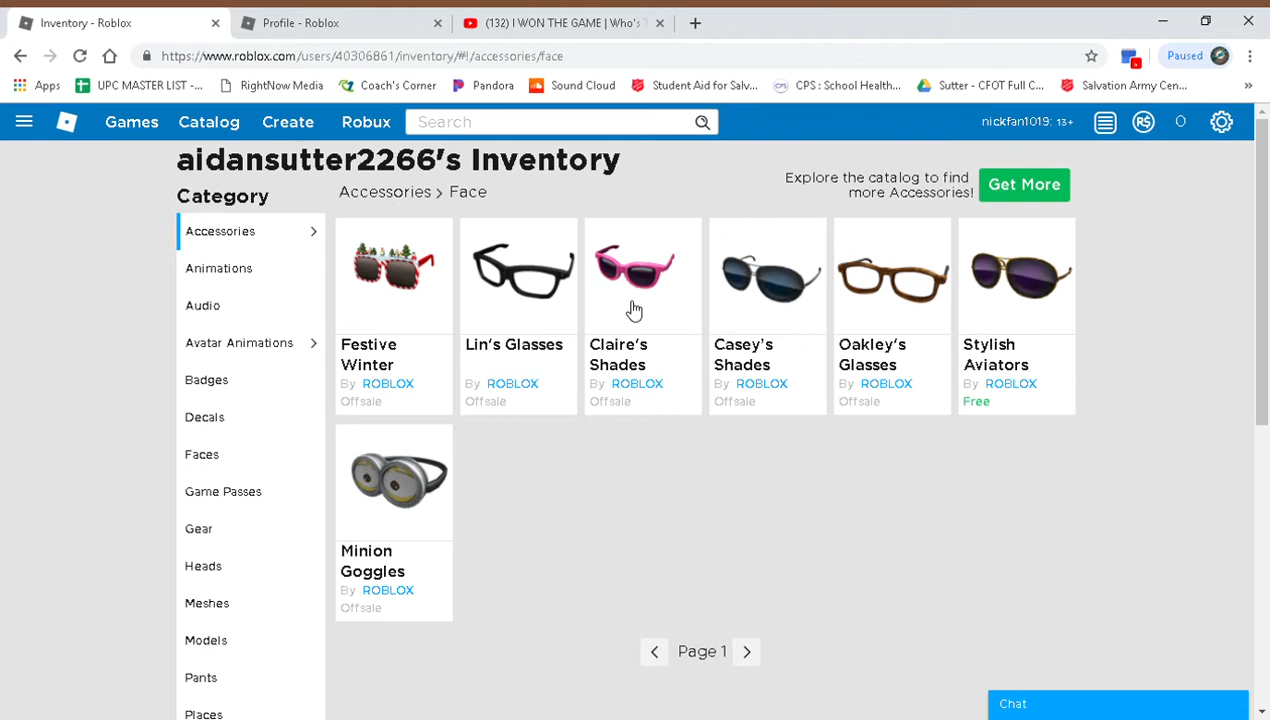 Inventory - Roblox
Profile - Roblox
(132) I WON THE GAME | Who's
https://www.roblox.com/users/40306861/inventory/#!/accessories/face
Paused
Apps
UPC MASTER LIST -...
RightNow Media
Coach's Corner
Pandora
Sound Cloud
Student Aid for Salv...
CPS : School Health...
Sutter - CFOT Full C...
Salvation Army Cen...
»
Games
Catalog
Create
Robux
Search
nickfan1019: 13+
R$
0
aidansutter2266's Inventory
Category
Accessories > Face
Explore the catalog to find
more Accessories!
Get More
Accessories
Animations
Audio
Avatar Animations
Badges
Decals
Faces
Game Passes
Gear
Heads
Meshes
Models
Pants
Places
Festive
Winter
By ROBLOX
Offsale
Lin's Glasses
By ROBLOX
Offsale
Claire's
Shades
By ROBLOX
Offsale
Casey's
Shades
By ROBLOX
Offsale
Oakley's
Glasses
By ROBLOX
Offsale
Stylish
Aviators
By ROBLOX
Free
Minion
Goggles
By ROBLOX
Offsale
Page 1
Chat